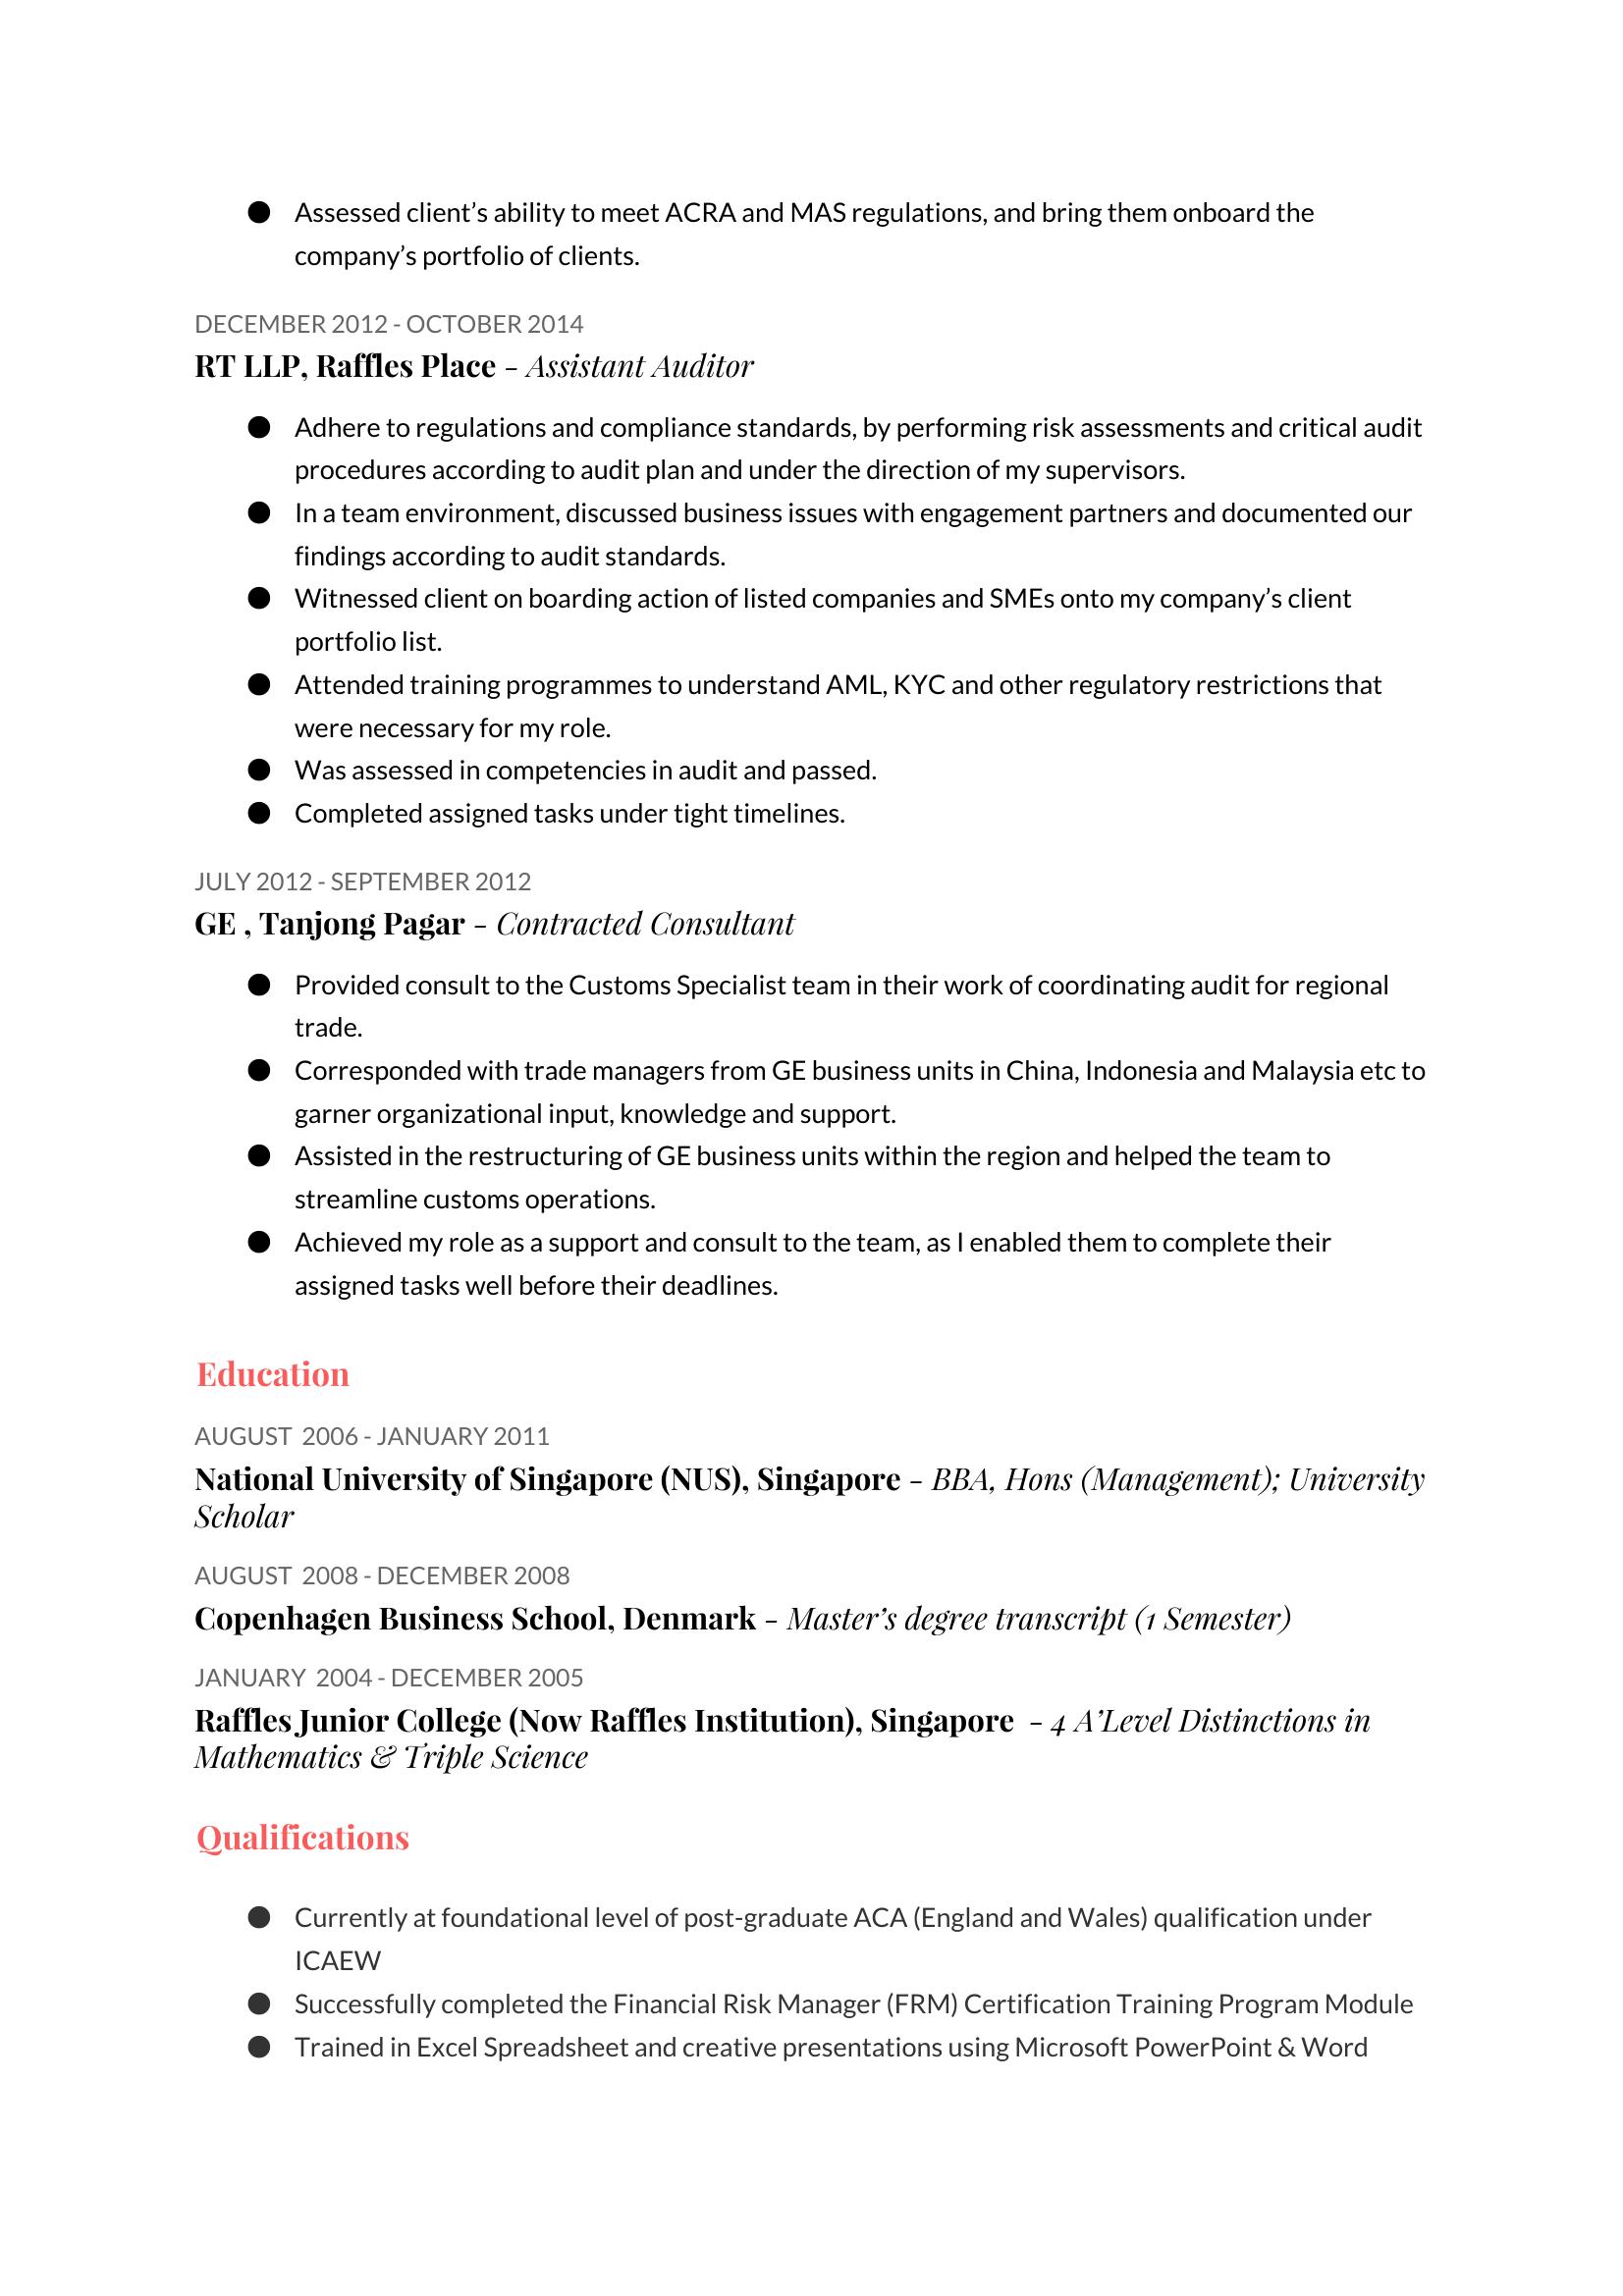 ● Assessed client’s ability to meet ACRA and MAS regulations, and bring them onboard the
company’s portfolio of clients.
DECEMBER 2012 - OCTOBER 2014
RT LLP, Raffles Place - Assistant Auditor
● Adhere to regulations and compliance standards, by performing risk assessments and critical audit
procedures according to audit plan and under the direction of my supervisors.
● In a team environment, discussed business issues with engagement partners and documented our
findings according to audit standards.
● Witnessed client on boarding action of listed companies and SMEs onto my company’s client
portfolio list.
● Attended training programmes to understand AML, KYC and other regulatory restrictions that
were necessary for my role.
● Was assessed in competencies in audit and passed.
● Completed assigned tasks under tight timelines.
JULY 2012 - SEPTEMBER 2012
GE , Tanjong Pagar - Contracted Consultant
● Provided consult to the Customs Specialist team in their work of coordinating audit for regional
trade.
● Corresponded with trade managers from GE business units in China, Indonesia and Malaysia etc to
garner organizational input, knowledge and support.
● Assisted in the restructuring of GE business units within the region and helped the team to
streamline customs operations.
● Achieved my role as a support and consult to the team, as I enabled them to complete their
assigned tasks well before their deadlines.
Education
AUGUST 2006 - JANUARY 2011
National University of Singapore (NUS), Singapore - BBA, Hons (Management); University
Scholar
AUGUST 2008 - DECEMBER 2008
Copenhagen Business School, Denmark - Master’s degree transcript (1 Semester)
JANUARY 2004 - DECEMBER 2005
Raffles Junior College (Now Raffles Institution), Singapore - 4 A’Level Distinctions in
Mathematics & Triple Science
Qualifications
● Currently at foundational level of post-graduate ACA (England and Wales) qualification under
ICAEW
● Successfully completed the Financial Risk Manager (FRM) Certification Training Program Module
● Trained in Excel Spreadsheet and creative presentations using Microsoft PowerPoint & Word